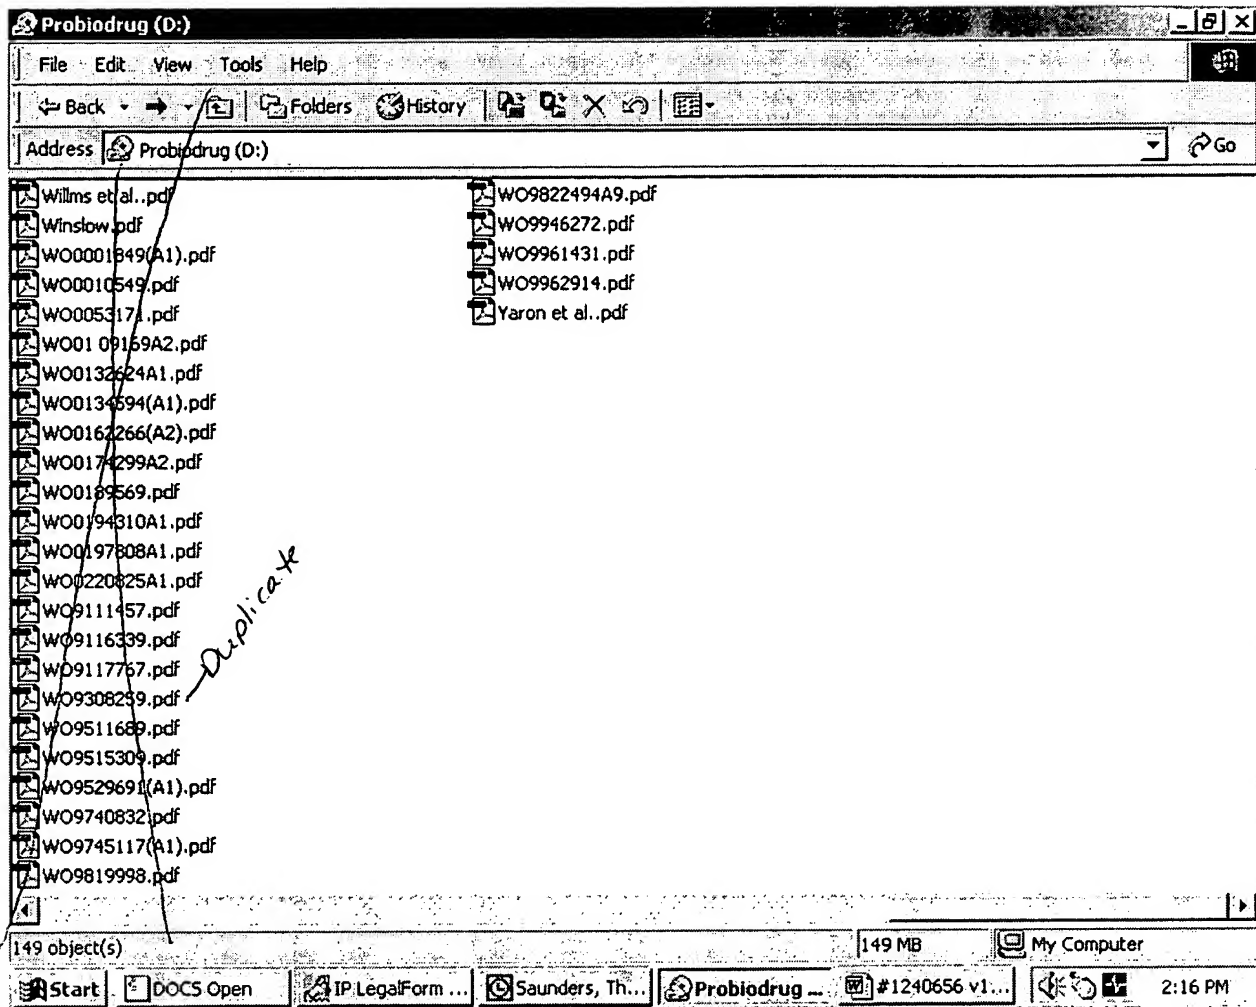 Probiodrug (D:)
File Edit View Tools Help
Back Folders History
Address Probiodrug (D:) Go
Willms et al..pdf
Winslow.pdf
WO0001849(A1).pdf
WO0010549.pdf
WO0053171.pdf
WO01 09169A2.pdf
WO0132624A1.pdf
WO0134594(A1).pdf
WO0162266(A2).pdf
WO0174299A2.pdf
WO0189569.pdf
WO0194310A1.pdf
WO0197808A1.pdf
WO0220825A1.pdf
WO9111457.pdf
WO9116339.pdf
WO9117767.pdf
WO9308259.pdf
Duplicate
WO9511689.pdf
WO9515309.pdf
WO9529691(A1).pdf
WO9740832.pdf
WO9745117(A1).pdf
WO9819998.pdf
WO9822494A9.pdf
WO9946272.pdf
WO9961431.pdf
WO9962914.pdf
Yaron et al..pdf
149 object(s) 149 MB My Computer
Start DOCS Open IP LegalForm ... Saunders, Th... Probiodrug ... #1240656 v1... 2:16 PM